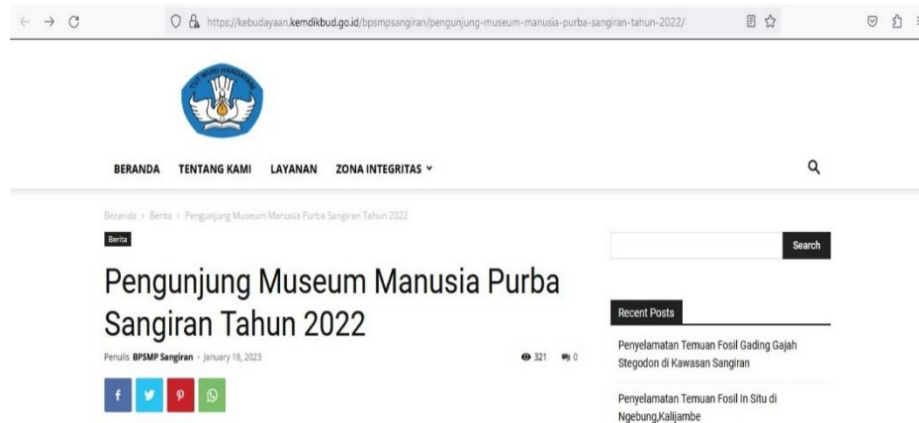 https://kebudayaan.kemdikbud.go.id/bpsmpsangiran/pengunjung-museum-manusia-purba-sangiran-tahun-2022/
TUT WURI HANDAYANI
BERANDA TENTANG KAMI LAYANAN ZONA INTEGRITAS
Beranda › Berita › Pengunjung Museum Manusia Purba Sangiran Tahun 2022
Berita
Pengunjung Museum Manusia Purba
Sangiran Tahun 2022
Penulis BPSMP Sangiran - January 18, 2023 321 0
Search
Recent Posts
Penyelamatan Temuan Fosil Gading Gajah
Stegodon di Kawasan Sangiran
Penyelamatan Temuan Fosil In Situ di
Ngebung,Kalijambe